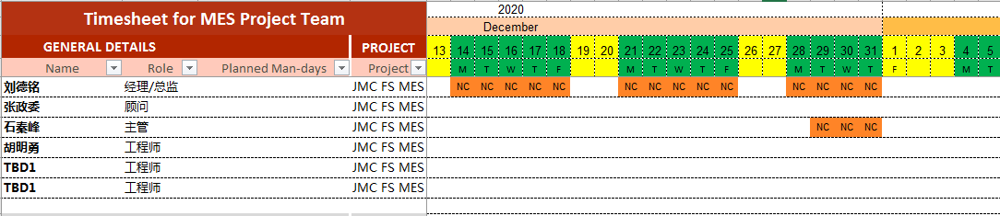 Timesheet for MES Project Team
2020
December
GENERAL DETAILS PROJECT 13 14 15 16 17 18 19 20 21 22 23 24 25 26 27 28 29 30 31 1 2 3 4 5
Name Role Planned Man-days Project M T W T F M T W T F M T W T F M T
刘德铭 经理/总监 JMC FS MES NC NC NC NC NC NC NC NC NC NC NC NC NC NC
张政委 顾问 JMC FS MES
石秦峰 主管 JMC FS MES NC NC NC
胡明勇 工程师 JMC FS MES
TBD1 工程师 JMC FS MES
TBD1 工程师 JMC FS MES